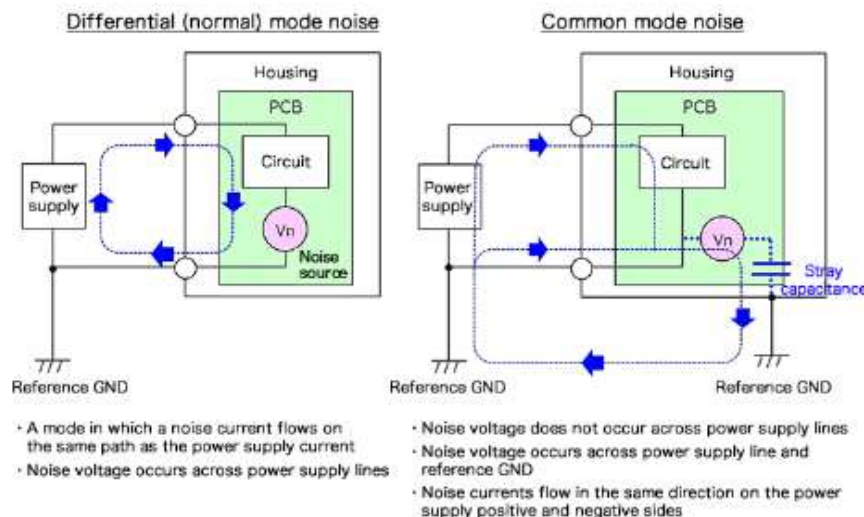 Differential (normal) mode noise
Housing
PCB
Circuit
Power
supply
Vn
Noise
source
Reference GND
· A mode in which a noise current flows on
the same path as the power supply current
· Noise voltage occurs across power supply lines
Common mode noise
Housing
PCB
Circuit
Power
supply
Vn
Stray
capacitance
Reference GND
Reference GND
· Noise voltage does not occur across power supply lines
· Noise voltage occurs across power supply line and
reference GND
· Noise currents flow in the same direction on the power
supply positive and negative sides